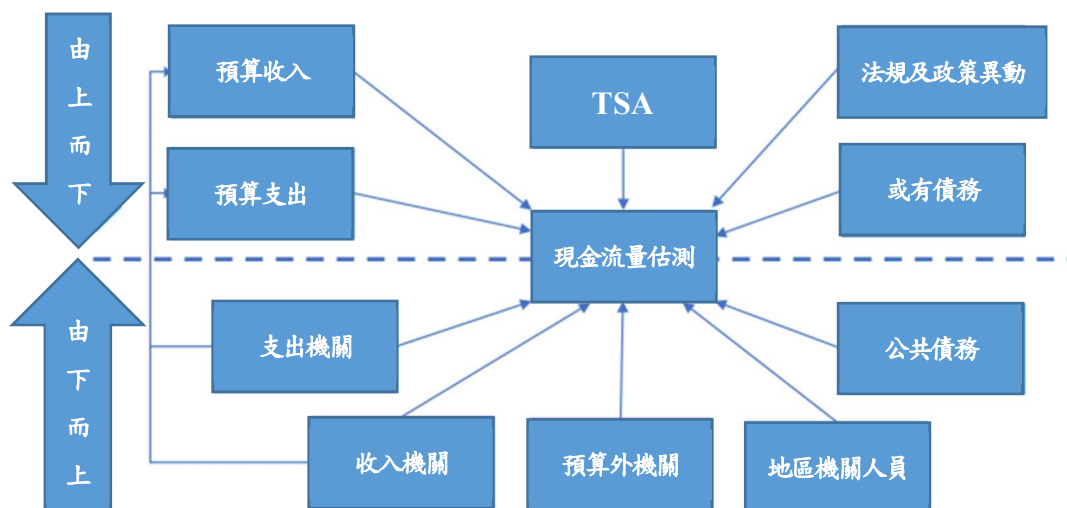 由上而下
預算收入
TSA
法規及政策異動
預算支出
或有債務
現金流量估測
由下而上
支出機關
公共債務
收入機關
預算外機關
地區機關人員